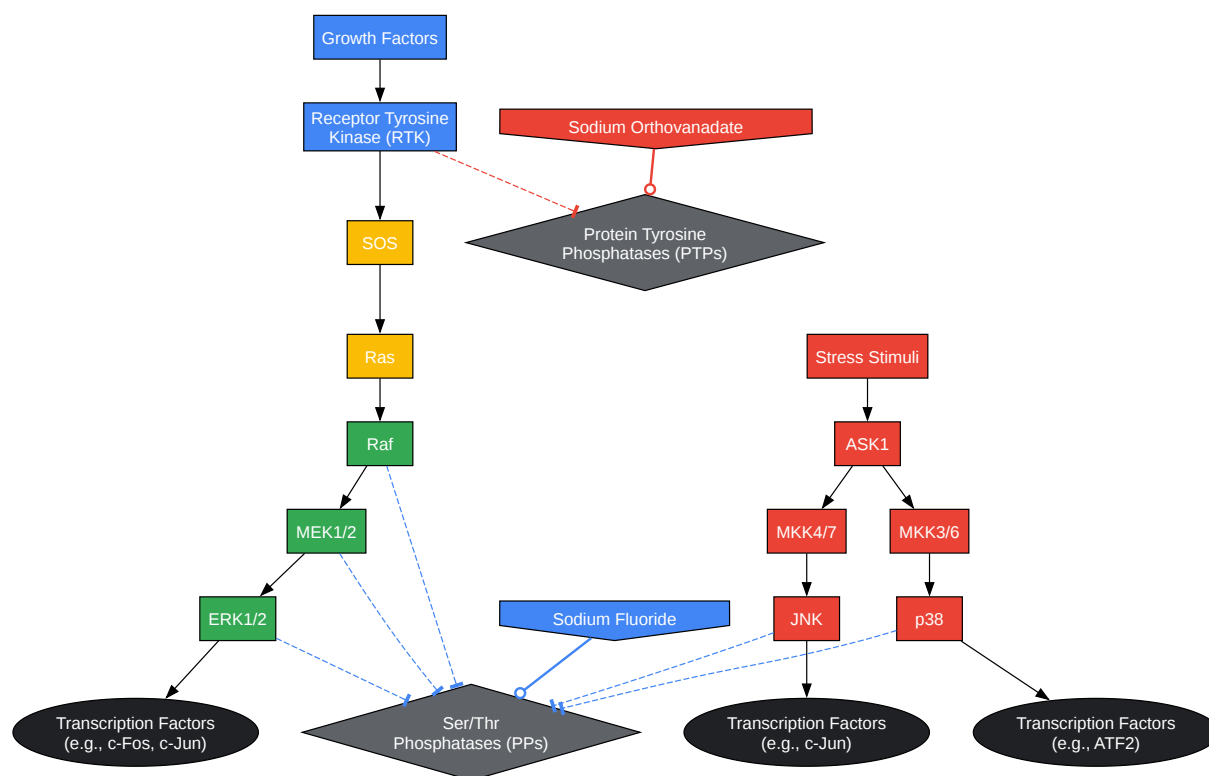 Growth Factors
Receptor Tyrosine
Kinase (RTK)
Sodium Orthovanadate
SOS
Protein Tyrosine
Phosphatases (PTPs)
Ras
Stress Stimuli
Raf
ASK1
MEK1/2
MKK4/7
MKK3/6
ERK1/2
Sodium Fluoride
JNK
p38
Transcription Factors
(e.g., c-Fos, c-Jun)
Ser/Thr
Phosphatases (PPs)
Transcription Factors
(e.g., c-Jun)
Transcription Factors
(e.g., ATF2)